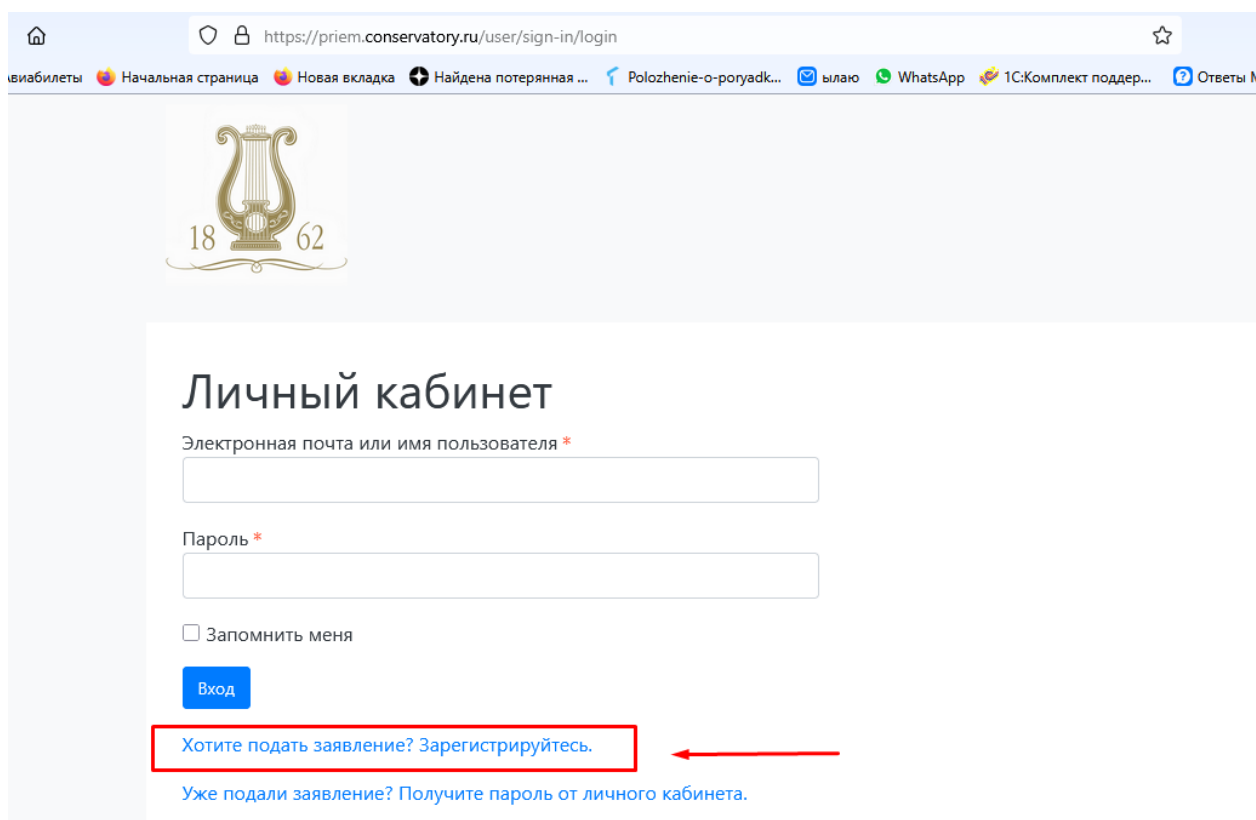 https://priem.conservatory.ru/user/sign-in/login
виабилеты Начальная страница Новая вкладка Найдена потерянная ... Polozhenie-o-poryadk... ылаю WhatsApp 1С:Комплект поддер... Ответы
18 62
Личный кабинет
Электронная почта или имя пользователя *
Пароль *
Запомнить меня
Вход
Хотите подать заявление? Зарегистрируйтесь.
Уже подали заявление? Получите пароль от личного кабинета.